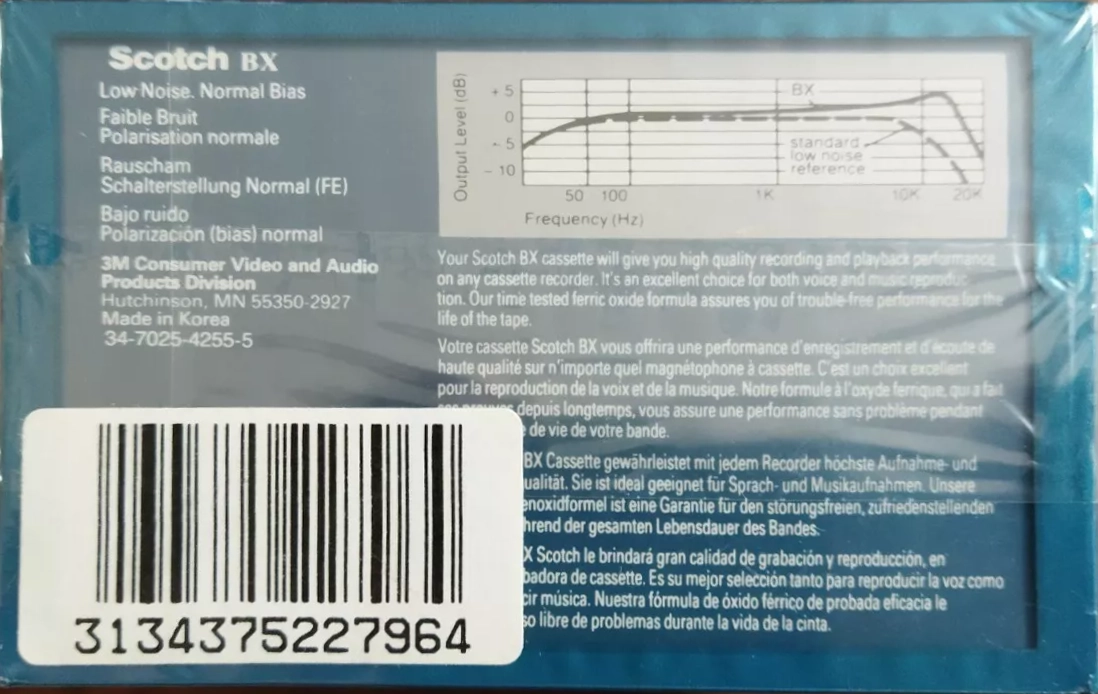 Scotch BX
Low Noise. Normal Bias
Faible Bruit
Polarisation normale
Rauscham
Schalterstellung Normal (FE)
Bajo ruido
Polarización (bias) normal
3M Consumer Video and Audio
Products Division
Hutchinson, MN 55350-2927
Made in Korea
34-7025-4255-5
Output Level (dB)
+ 5
0
- 5
- 10
BX
standard
low noise
reference
50 100 1K 10K 20K
Frequency (Hz)
Your Scotch BX cassette will give you high quality recording and playback performance
on any cassette recorder. It's an excellent choice for both voice and music reproduc-
tion. Our time tested ferric oxide formula assures you of trouble-free performance for the
life of the tape.
Votre cassette Scotch BX vous offrira une performance d'enregistrement et d'écoute de
haute qualité sur n'importe quel magnétophone à cassette. C'est un choix excellent
pour la reproduction de la voix et de la musique. Notre formule à l'oxyde ferrique, qui a fait
ses preuves depuis longtemps, vous assure une performance sans problème pendant
e de vie de votre bande.
BX Cassette gewährleistet mit jedem Recorder höchste Aufnahme- und
ualität. Sie ist ideal geeignet für Sprach- und Musikaufnahmen. Unsere
enoxidformel ist eine Garantie für den störungsfreien, zufriedenstellenden
hrend der gesamten Lebensdauer des Bandes.
X Scotch le brindará gran calidad de grabación y reproducción, en
badora de cassette. Es su mejor selección tanto para reproducir la voz como
cir música. Nuestra fórmula de óxido férrico de probada eficacia le
so libre de problemas durante la vida de la cinta.
3134375227964